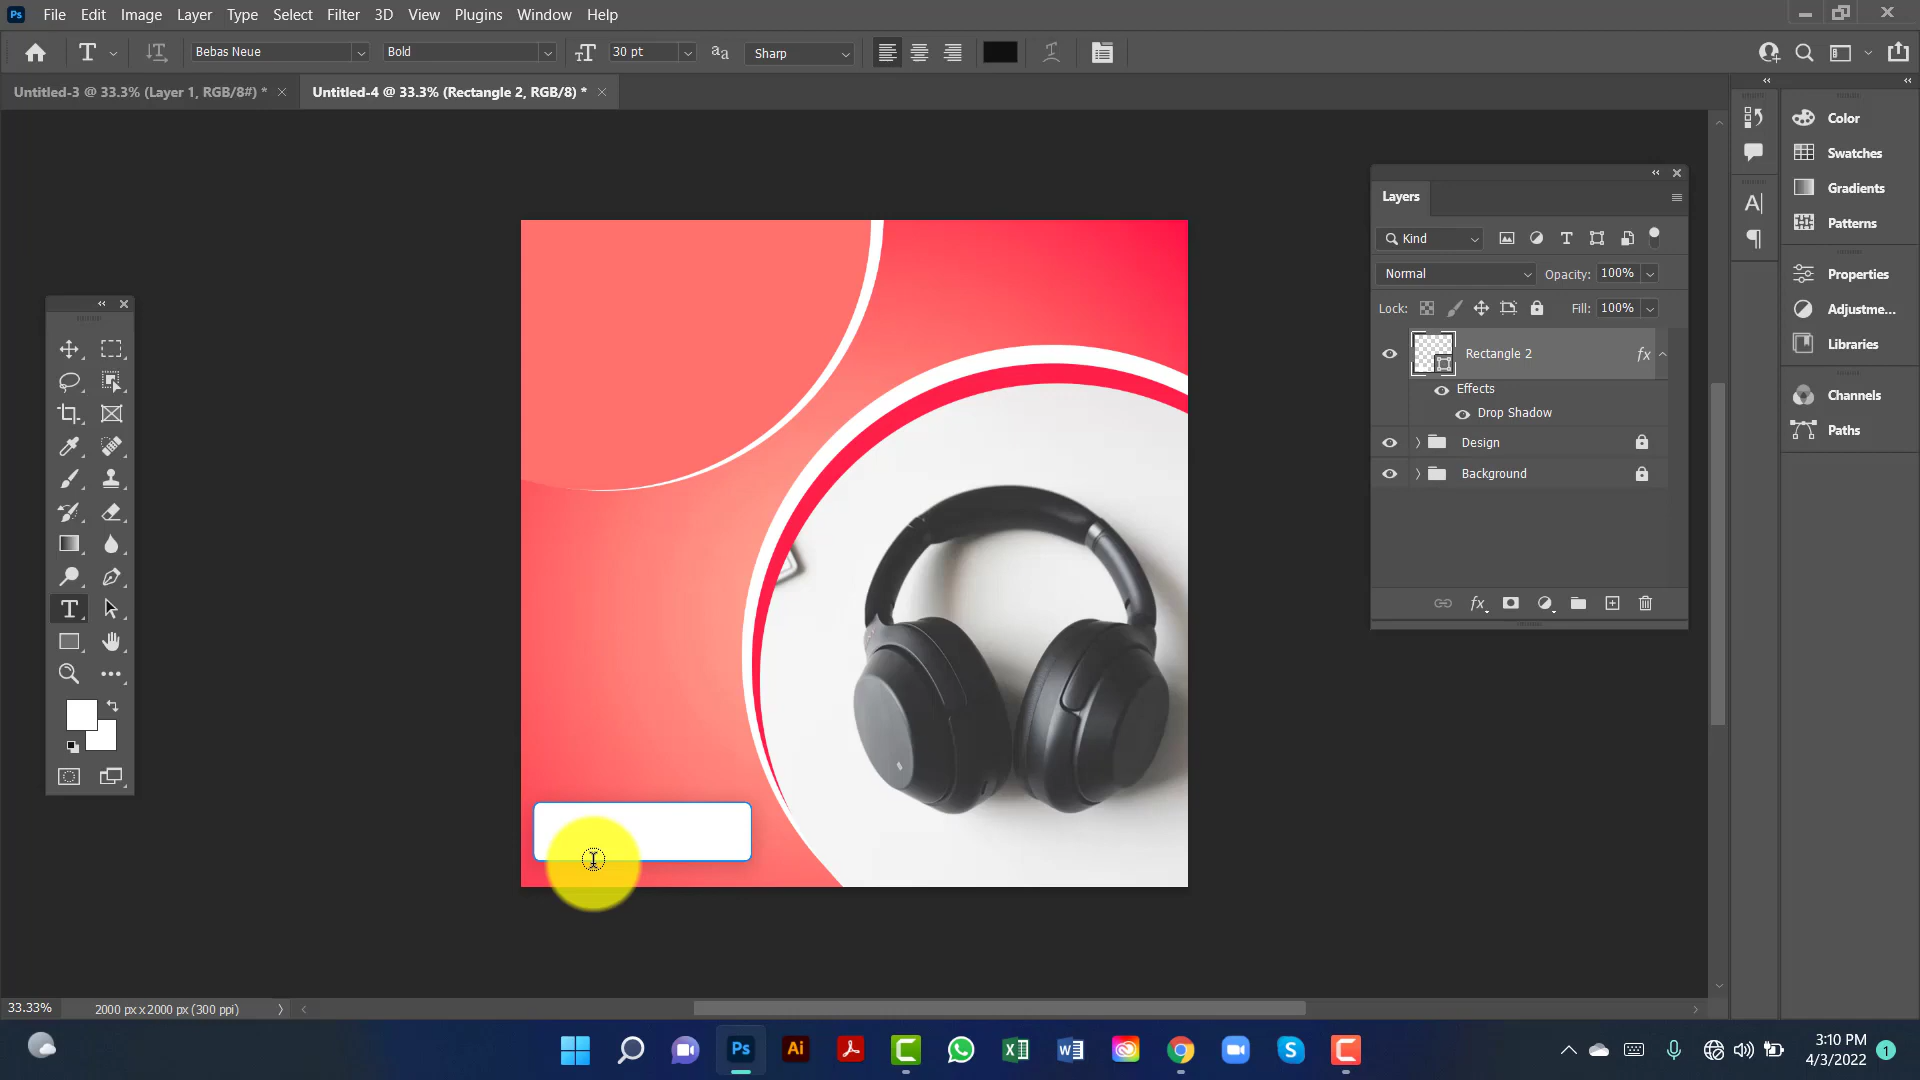 Ps File Edit Image Layer Type Select Filter 3D View Plugins Window Help
Bebas Neue Bold 30 pt Sharp
Untitled-3 @ 33.3% (Layer 1, RGB/8#) * Untitled-4 @ 33.3% (Rectangle 2, RGB/8) *
Color
Swatches
Gradients
Patterns
Properties
Adjustme...
Libraries
Channels
Paths
Layers
Kind
Normal Opacity: 100%
Lock: Fill: 100%
Rectangle 2 fx
Effects
Drop Shadow
Design
Background
33.33% 2000 px x 2000 px (300 ppi)
3:10 PM
4/3/2022 1